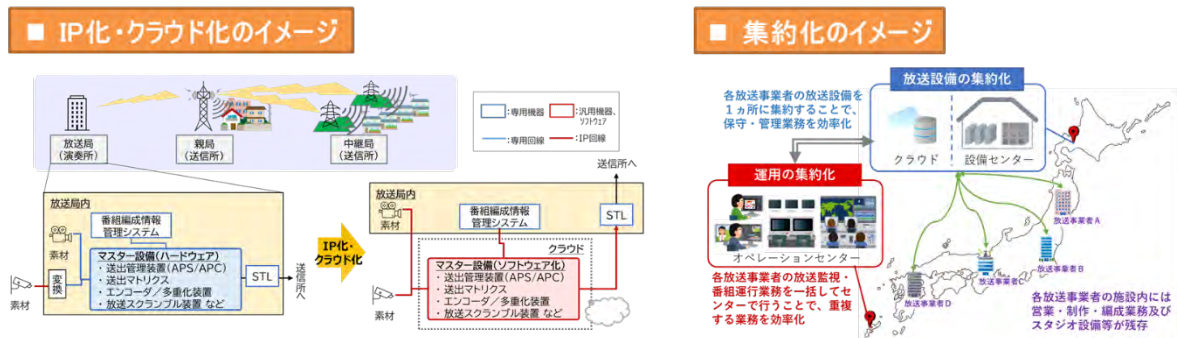 ■ IP化・クラウド化のイメージ
放送局
(演奏所)
親局
(送信所)
中継局
(送信所)
:専用機器
:汎用機器、
ソフトウェア
:専用回線
:IP回線
放送局内
番組編成情報
管理システム
素材
マスター設備(ハードウェア)
・送出管理装置(APS/APC)
・送出マトリクス
・エンコーダ/多重化装置
・放送スクランブル装置 など
変換
素材
STL
送信所へ
IP化・
クラウド化
送信所へ
放送局内
素材
番組編成情報
管理システム
STL
クラウド
マスター設備(ソフトウェア化)
・送出管理装置(APS/APC)
・送出マトリクス
・エンコーダ/多重化装置
・放送スクランブル装置 など
素材
■ 集約化のイメージ
放送設備の集約化
各放送事業者の放送設備を
1ヵ所に集約することで、
保守・管理業務を効率化
クラウド
設備センター
運用の集約化
オペレーションセンター
各放送事業者の放送監視・
番組運行業務を一括してセ
ンターで行うことで、重複
する業務を効率化
放送事業者A
放送事業者B
放送事業者C
放送事業者D
各放送事業者の施設内には
営業・制作・編成業務及び
スタジオ設備等が残存